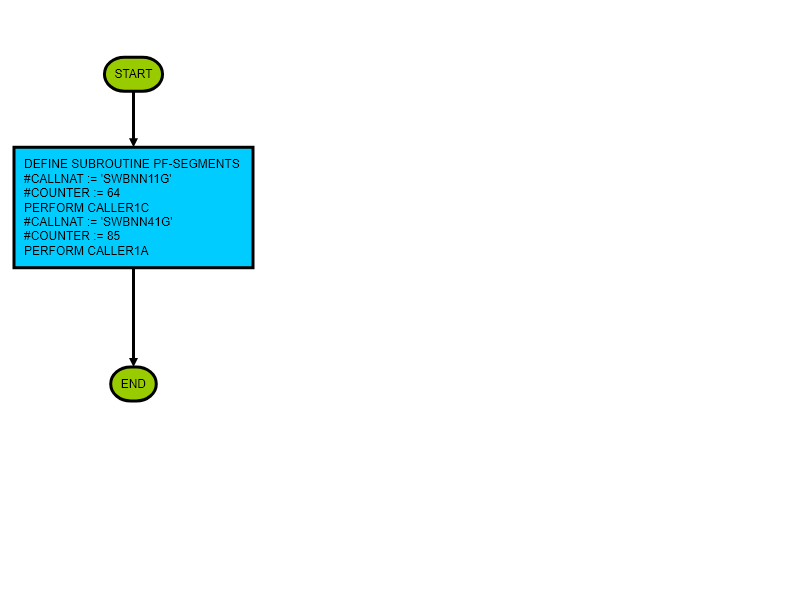 START
DEFINE SUBROUTINE PF-SEGMENTS
#CALLNAT := 'SWBNN11G'
#COUNTER := 64
PERFORM CALLER1C
#CALLNAT := 'SWBNN41G'
#COUNTER := 85
PERFORM CALLER1A
END